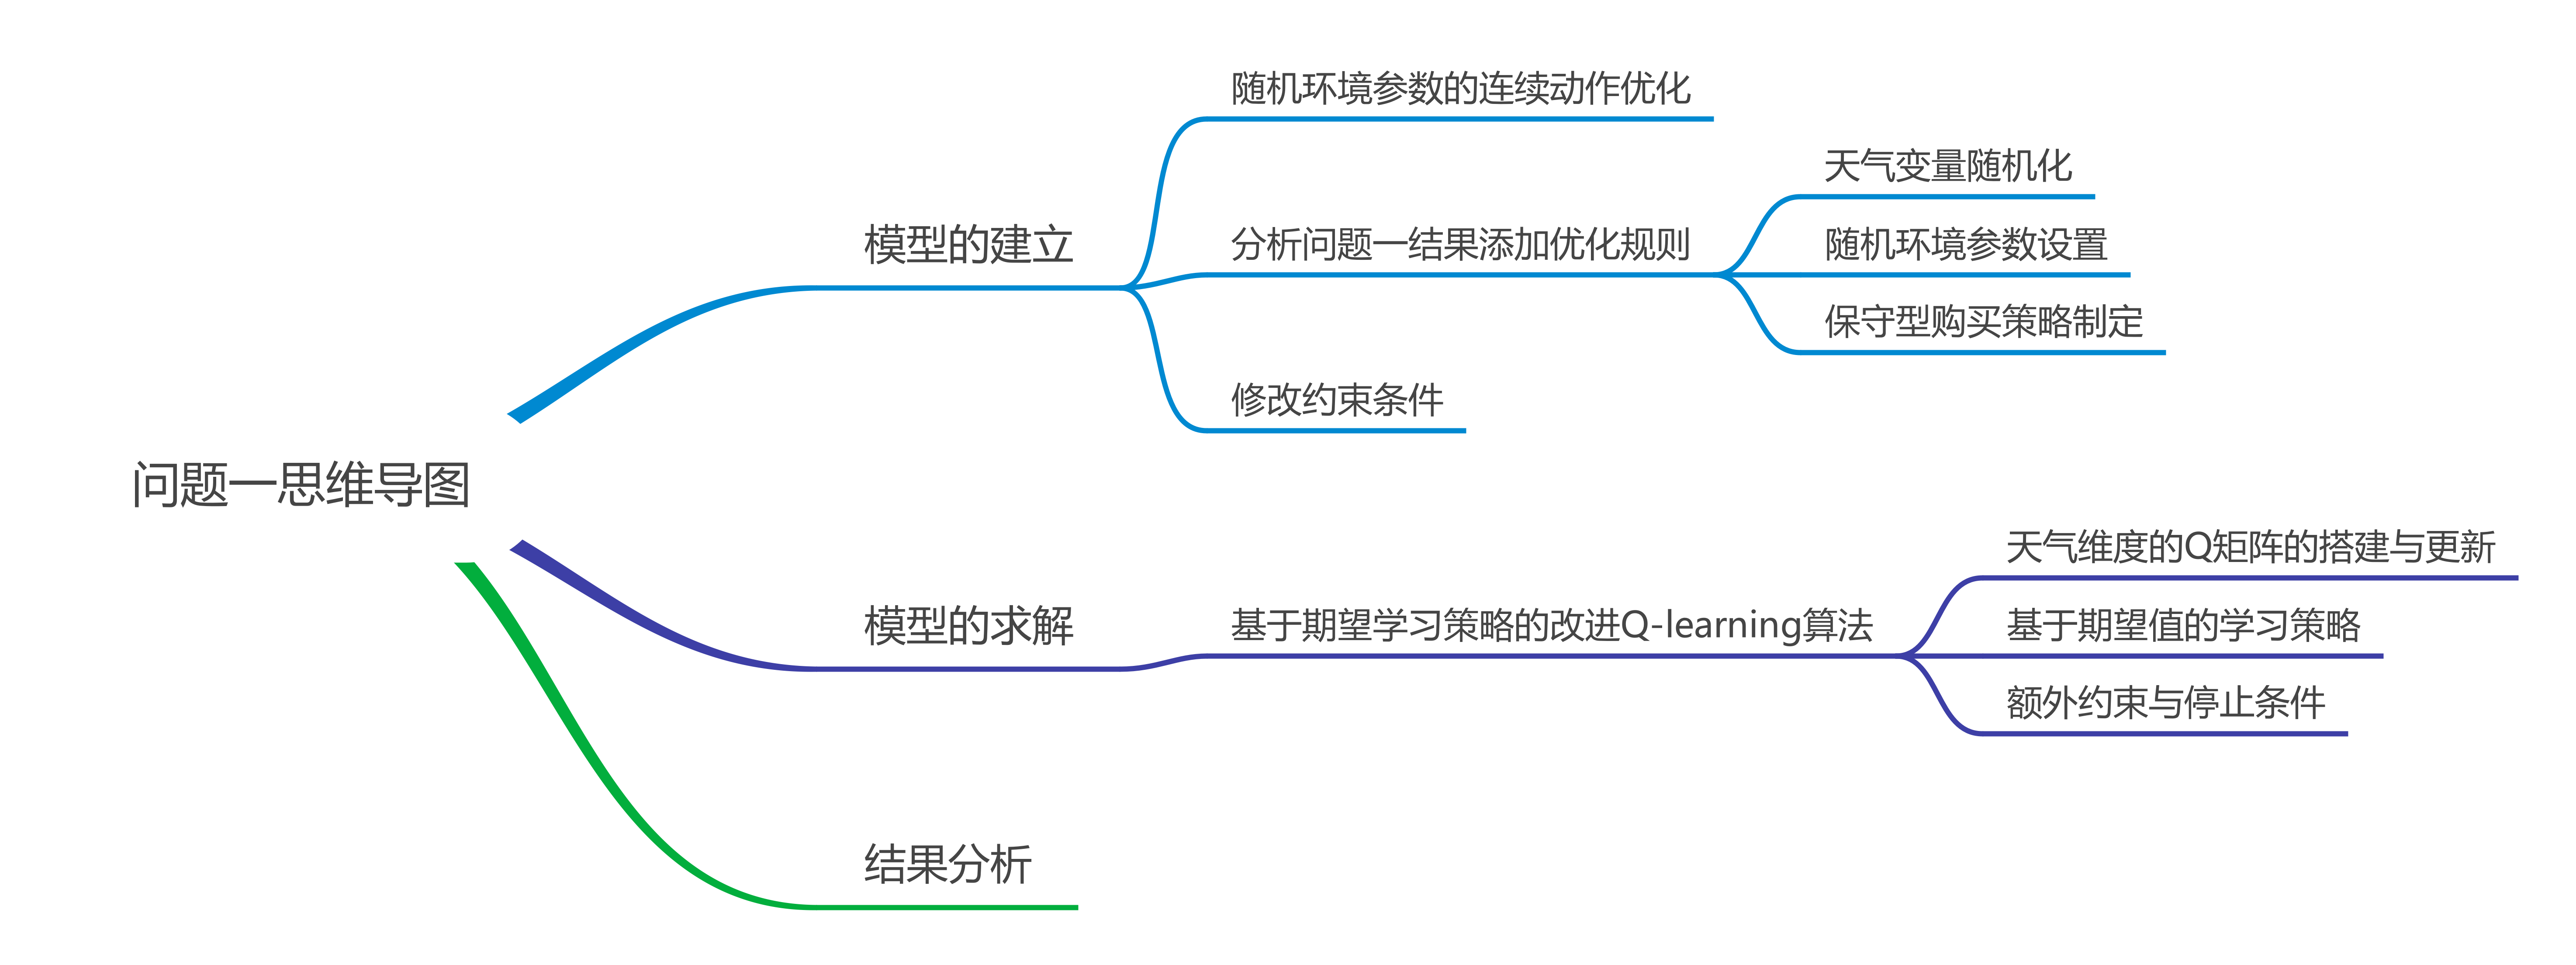 问题一思维导图
模型的建立
随机环境参数的连续动作优化
分析问题一结果添加优化规则
天气变量随机化
随机环境参数设置
保守型购买策略制定
修改约束条件
模型的求解
基于期望学习策略的改进Q-learning算法
天气维度的Q矩阵的搭建与更新
基于期望值的学习策略
额外约束与停止条件
结果分析